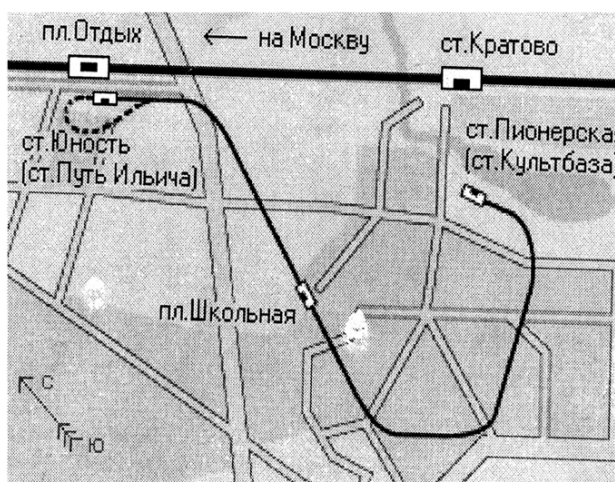 пл.Отдых
на Москву
ст.Кратово
ст.Юность
(ст.Путь Ильича)
ст.Пионерска
(ст.Культбаза)
пл.Школьная
С
Ю